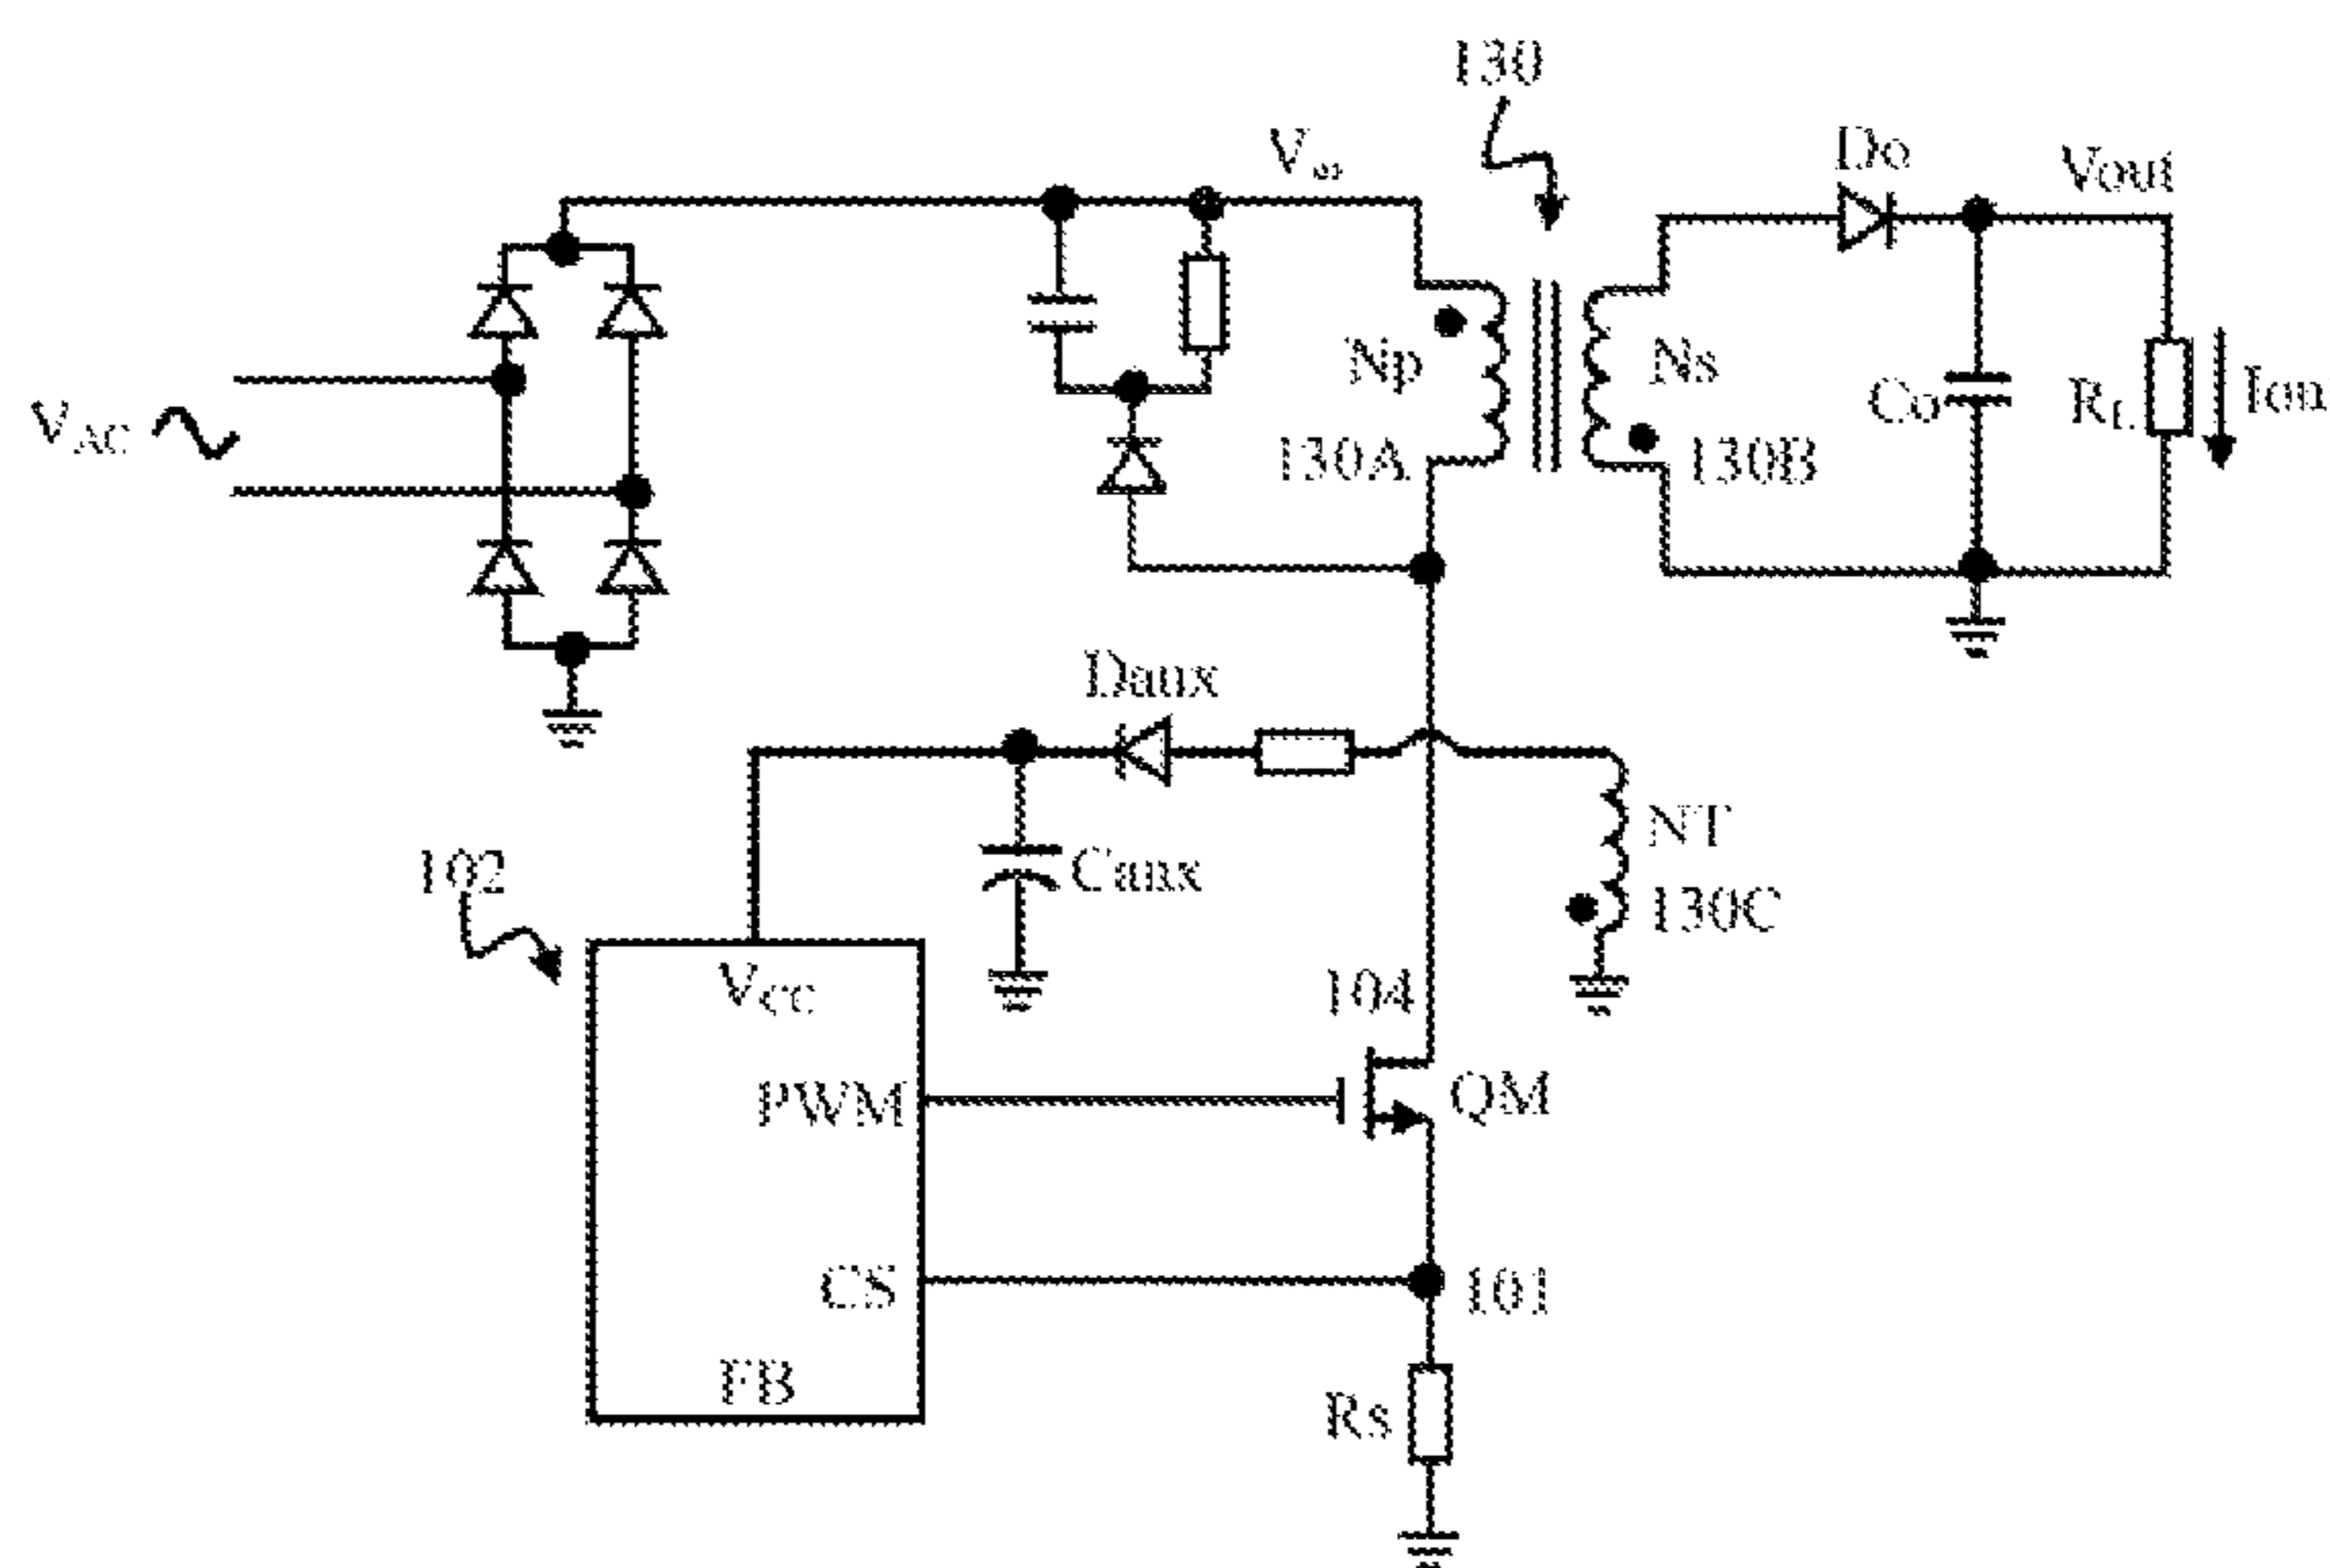 130
Vin
Do
Vout
VAC
Np
Ns
130A
130B
Co
RL
Ion
Daux
Caux
NT
130C
102
VCC
104
PWM
QM
CS
101
FB
Rs